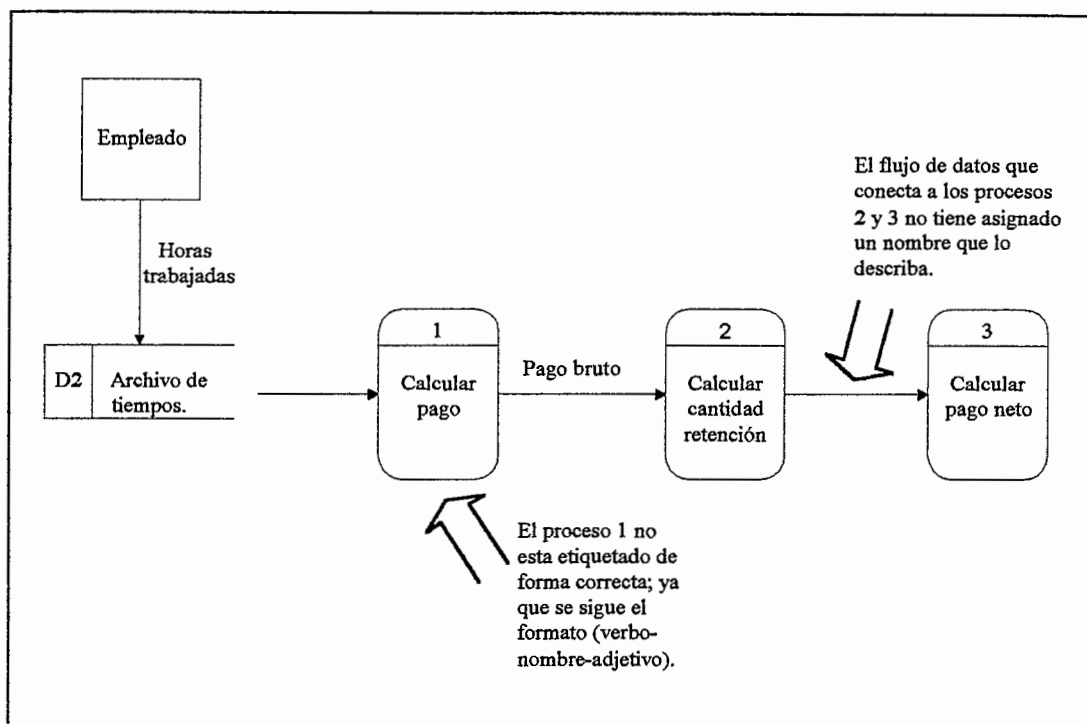 Empleado
Horas
trabajadas
D2
Archivo de
tiempos.
1
Calcular
pago
Pago bruto
2
Calcular
cantidad
retención
El flujo de datos que
conecta a los procesos
2 y 3 no tiene asignado
un nombre que lo
describa.
3
Calcular
pago neto
El proceso 1 no
esta etiquetado de
forma correcta; ya
que se sigue el
formato (verbo-
nombre-adjetivo).